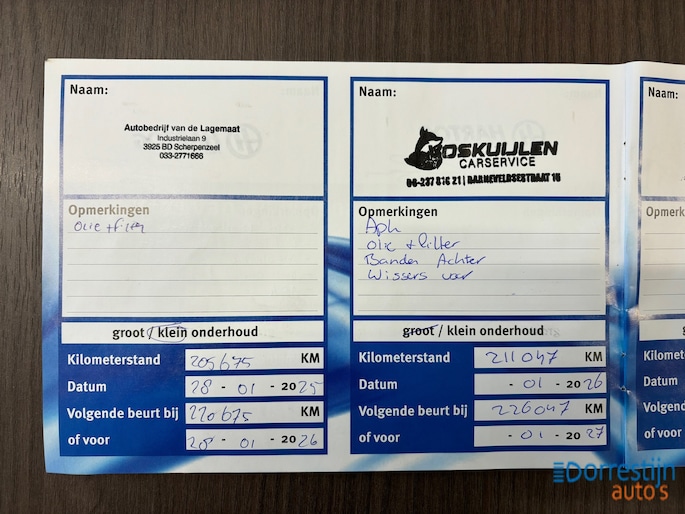 Naam:
Autobedrijf van de Lagemaat
Industrielaan 9
3925 BD Scherpenzeel
033-2771666
Opmerkingen
Olie + filter
groot / klein onderhoud
Kilometerstand 205675 KM
Datum 28 - 01 - 2025
Volgende beurt bij 220675 KM
of voor 28 - 01 - 2026
Naam:
OSKUIJLEN
CARSERVICE
06-237 816 21 | BARNEVELDSESTRAAT 16
Opmerkingen
Apk
Olie + filter
Banden Achter
Wissers voor
groot / klein onderhoud
Kilometerstand 211047 KM
Datum - 01 - 2026
Volgende beurt bij 226047 KM
of voor - 01 - 2027
Naam:
Opmerk
Kilomete
Datum
Volgend
of voor
Dorrestijn
auto's